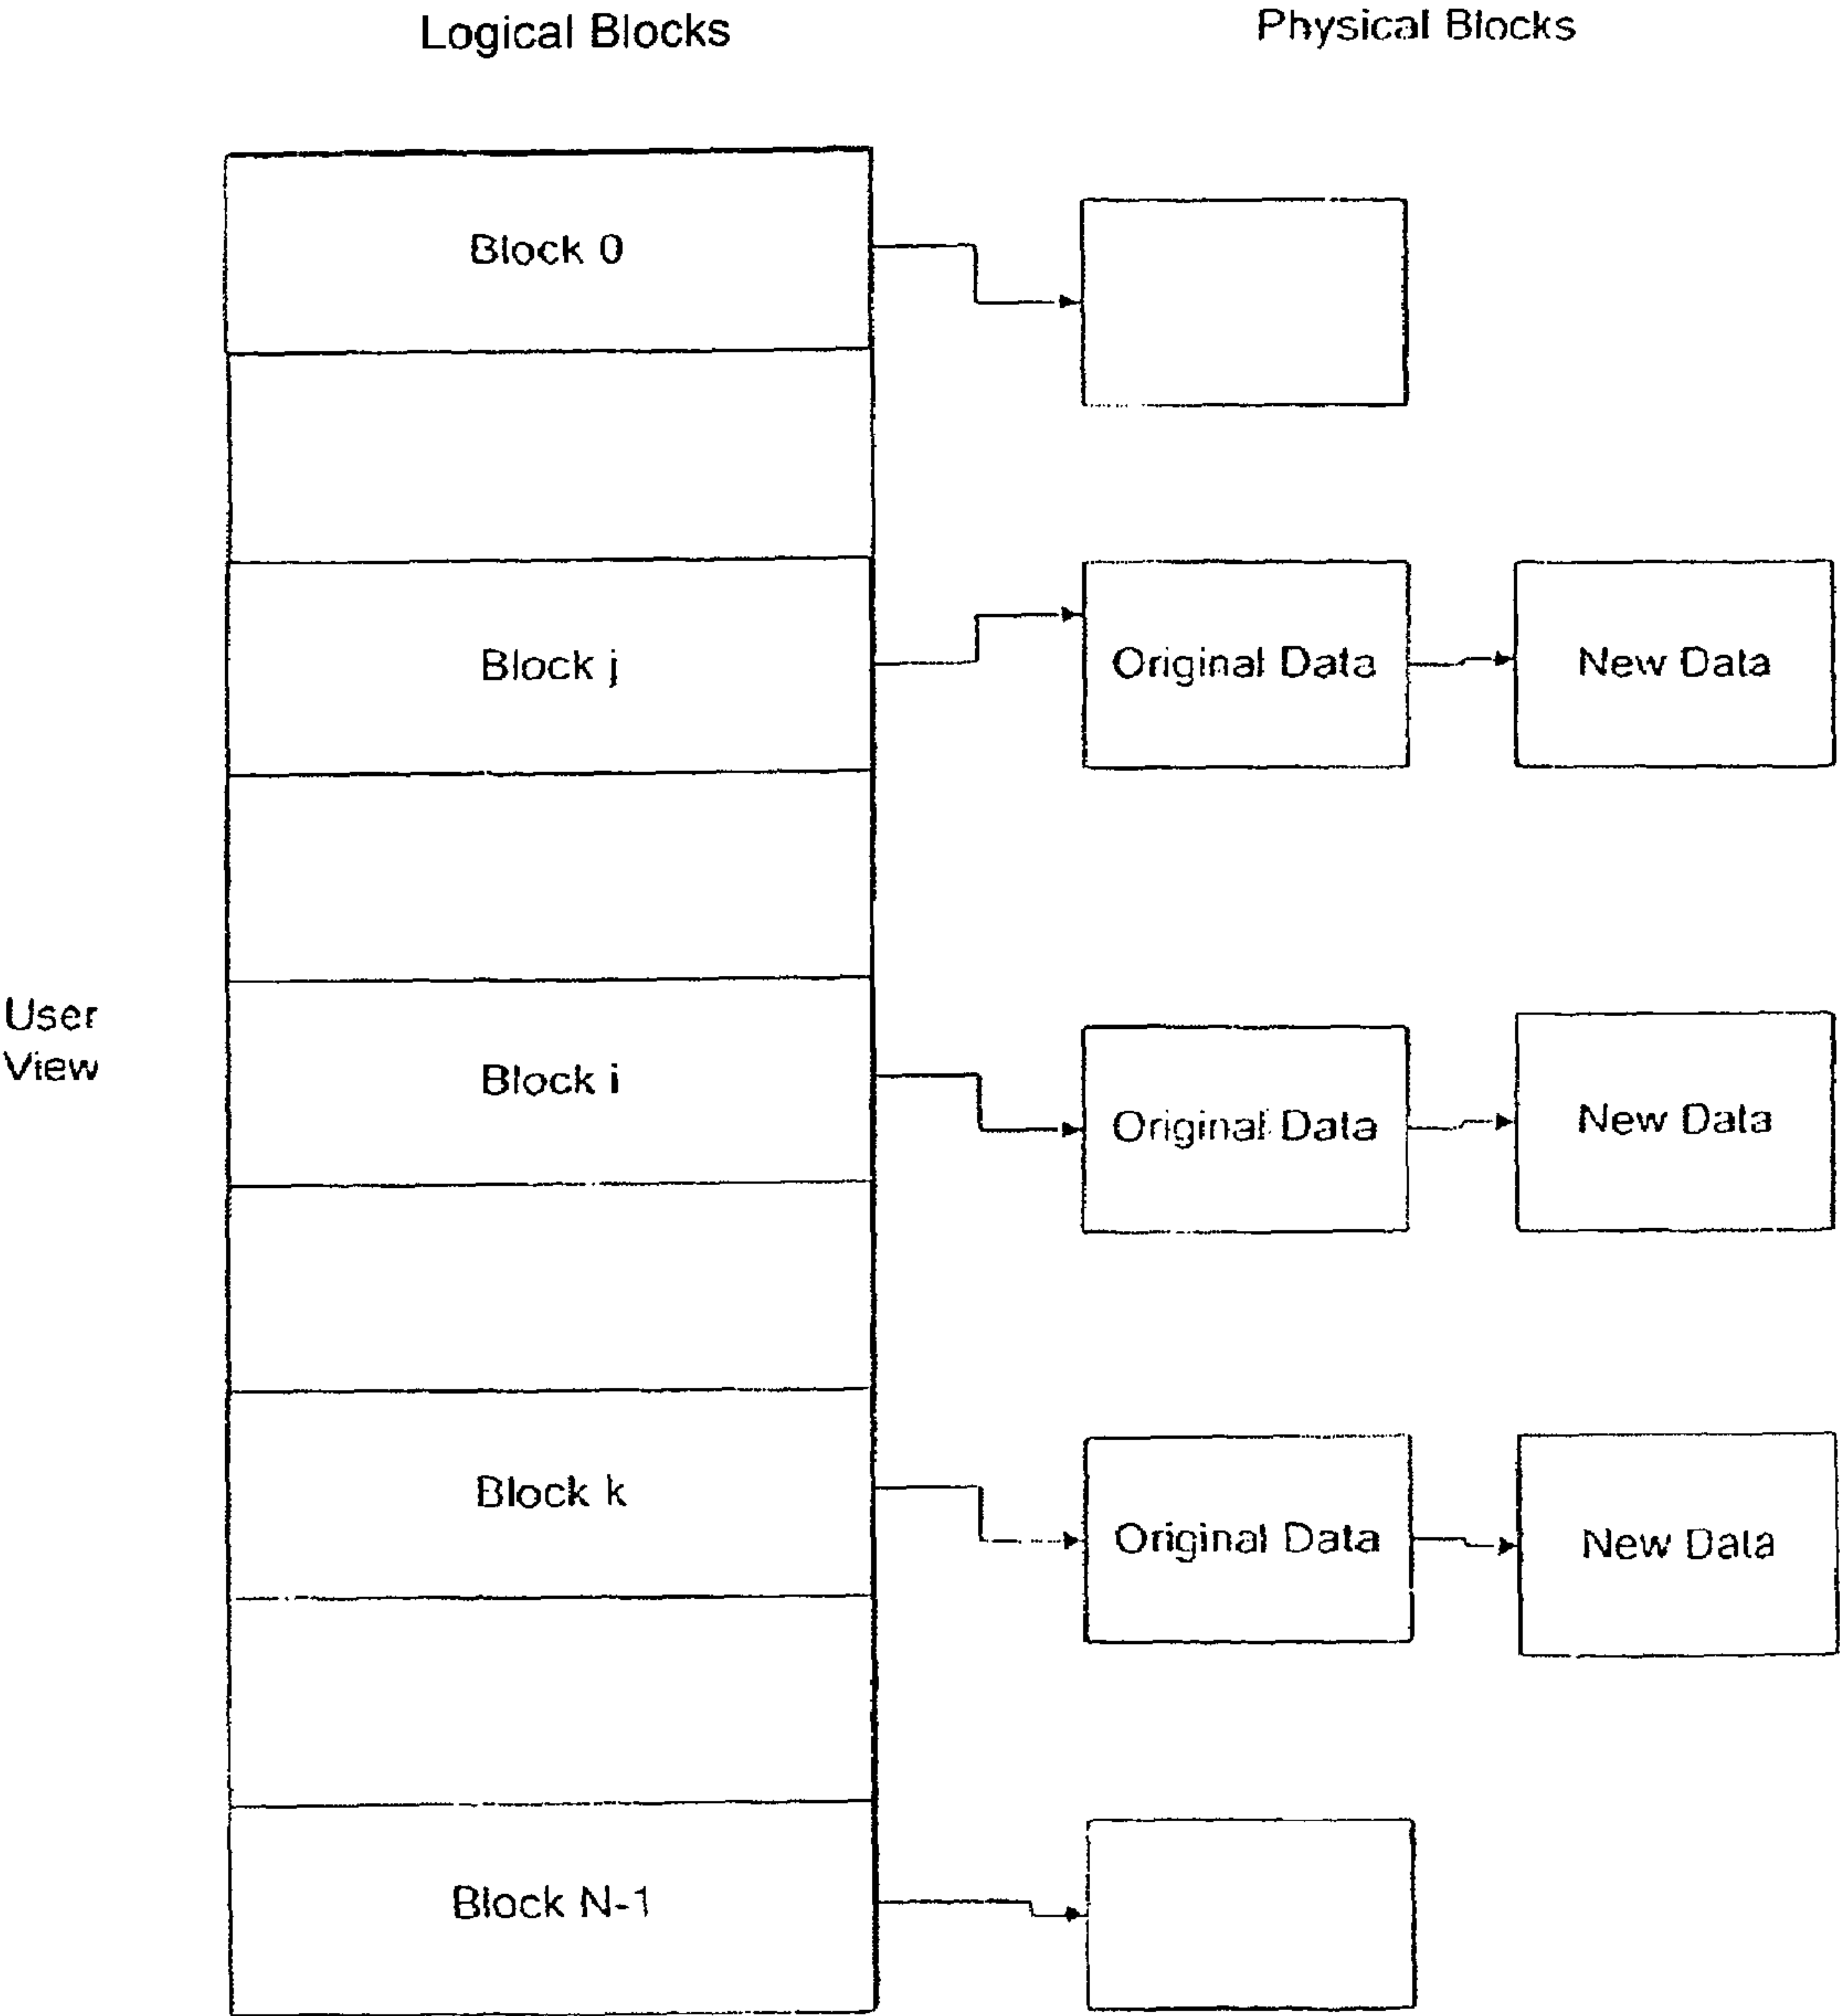 Logical Blocks
Physical Blocks
Block 0
Block j
Original Data
New Data
User
View
Block i
Original Data
New Data
Block k
Original Data
New Data
Block N-1